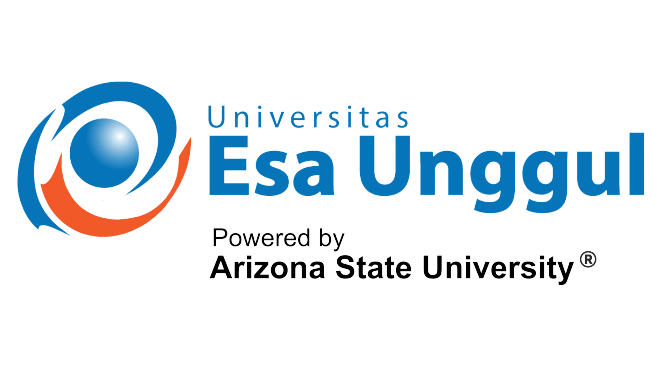 Universitas
Esa Unggul
Powered by
Arizona State University®